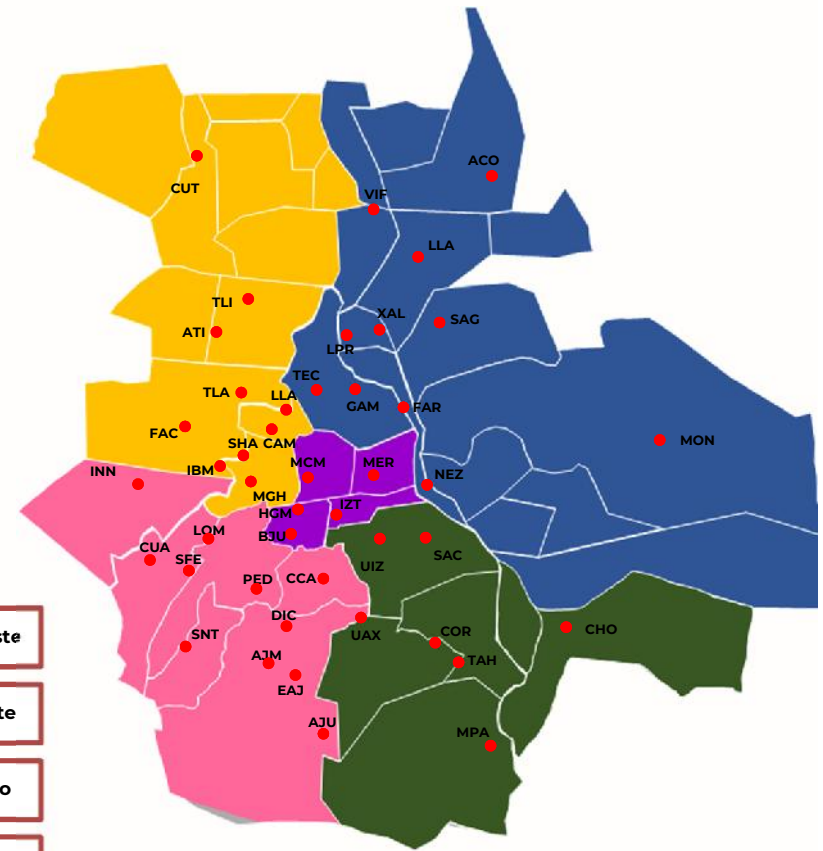 ACO
CUT
VIF
LLA
TLI
XAL
SAG
ATI
LPR
TEC
TLA
LLA
GAM
FAR
FAC
SHA
CAM
MON
INN
IBM
MCM
MER
NEZ
MGH
HGM
IZT
LOM
BJU
CUA
SFE
UIZ
SAC
PED
CCA
DIC
CHO
SNT
UAX
COR
AJM
TAH
EAJ
AJU
MPA
ste
te
o